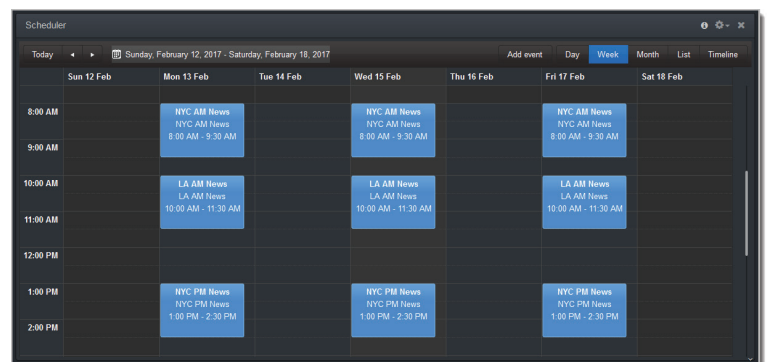 Scheduler
Today Sunday, February 12, 2017 - Saturday, February 18, 2017 Add event Day Week Month List Timeline
Sun 12 Feb Mon 13 Feb Tue 14 Feb Wed 15 Feb Thu 16 Feb Fri 17 Feb Sat 18 Feb
8:00 AM NYC AM News NYC AM News NYC AM News
NYC AM News NYC AM News NYC AM News
8:00 AM - 9:30 AM 8:00 AM - 9:30 AM 8:00 AM - 9:30 AM
9:00 AM
10:00 AM LA AM News LA AM News LA AM News
LA AM News LA AM News LA AM News
10:00 AM - 11:30 AM 10:00 AM - 11:30 AM 10:00 AM - 11:30 AM
11:00 AM
12:00 PM
1:00 PM NYC PM News NYC PM News NYC PM News
NYC PM News NYC PM News NYC PM News
1:00 PM - 2:30 PM 1:00 PM - 2:30 PM 1:00 PM - 2:30 PM
2:00 PM